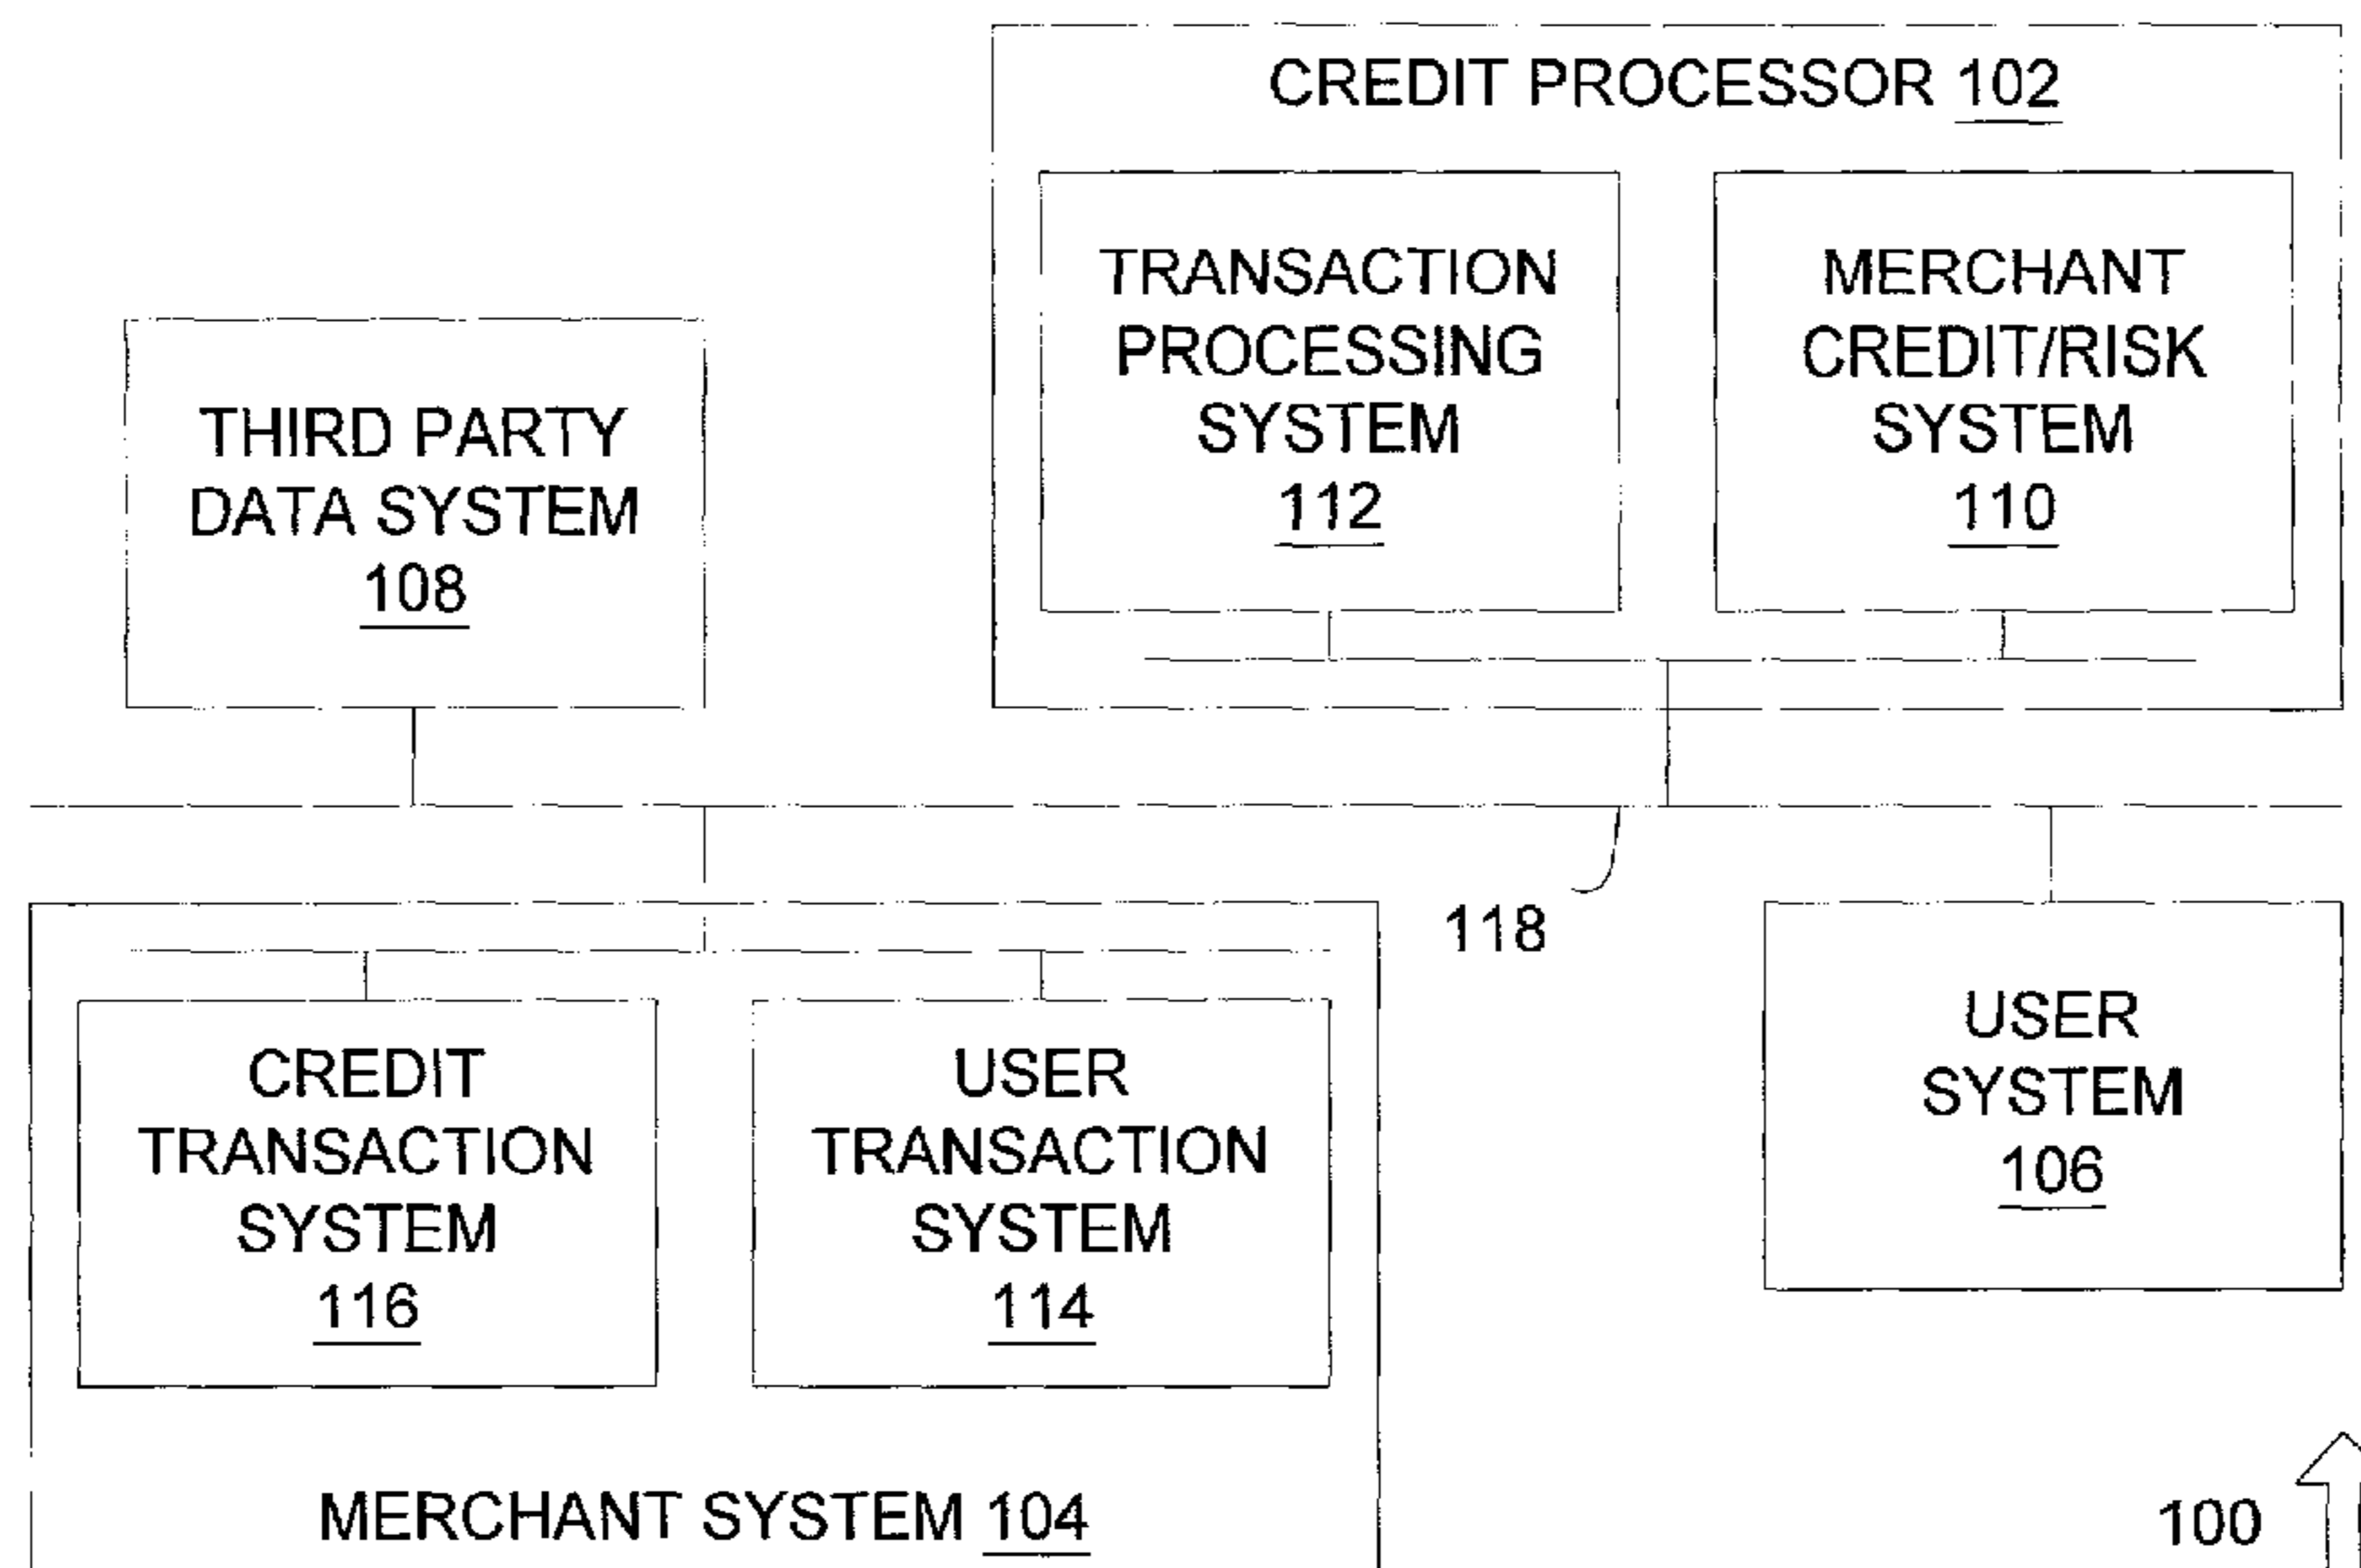 CREDIT PROCESSOR 102
TRANSACTION
PROCESSING
SYSTEM
112
MERCHANT
CREDIT/RISK
SYSTEM
110
THIRD PARTY
DATA SYSTEM
108
118
CREDIT
TRANSACTION
SYSTEM
116
USER
TRANSACTION
SYSTEM
114
USER
SYSTEM
106
MERCHANT SYSTEM 104
100